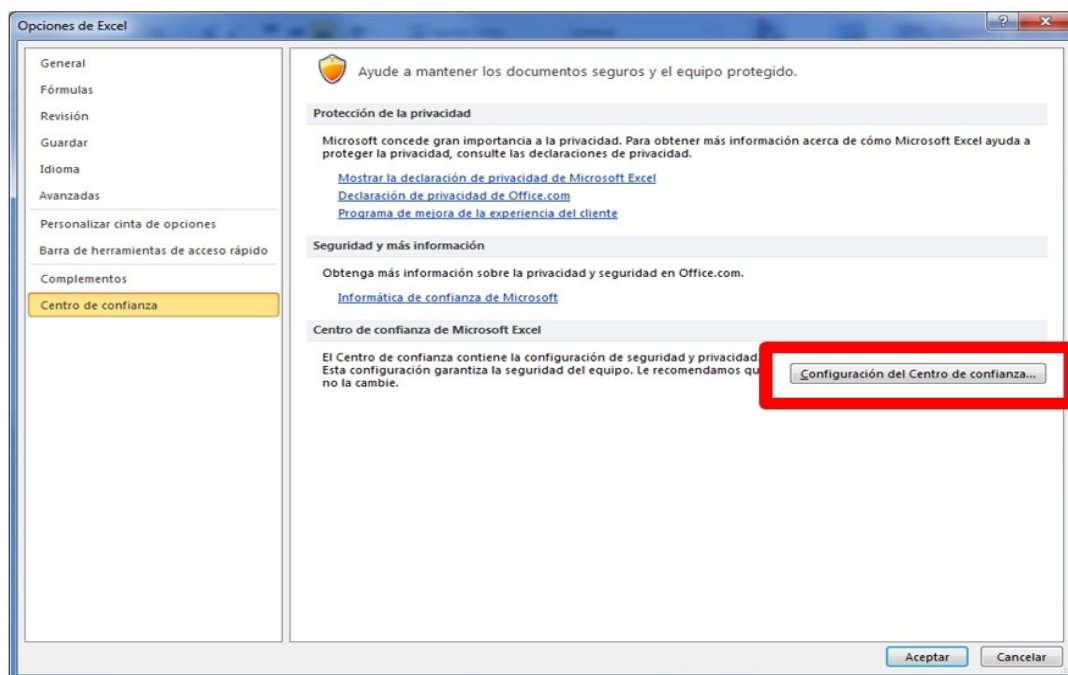 Opciones de Excel
General
Fórmulas
Revisión
Guardar
Idioma
Avanzadas
Personalizar cinta de opciones
Barra de herramientas de acceso rápido
Complementos
Centro de confianza
Ayude a mantener los documentos seguros y el equipo protegido.
Protección de la privacidad
Microsoft concede gran importancia a la privacidad. Para obtener más información acerca de cómo Microsoft Excel ayuda a
proteger la privacidad, consulte las declaraciones de privacidad.
Mostrar la declaración de privacidad de Microsoft Excel
Declaración de privacidad de Office.com
Programa de mejora de la experiencia del cliente
Seguridad y más información
Obtenga más información sobre la privacidad y seguridad en Office.com.
Informática de confianza de Microsoft
Centro de confianza de Microsoft Excel
El Centro de confianza contiene la configuración de seguridad y privacidad.
Esta configuración garantiza la seguridad del equipo. Le recomendamos qu
no la cambie.
Configuración del Centro de confianza...
Aceptar
Cancelar